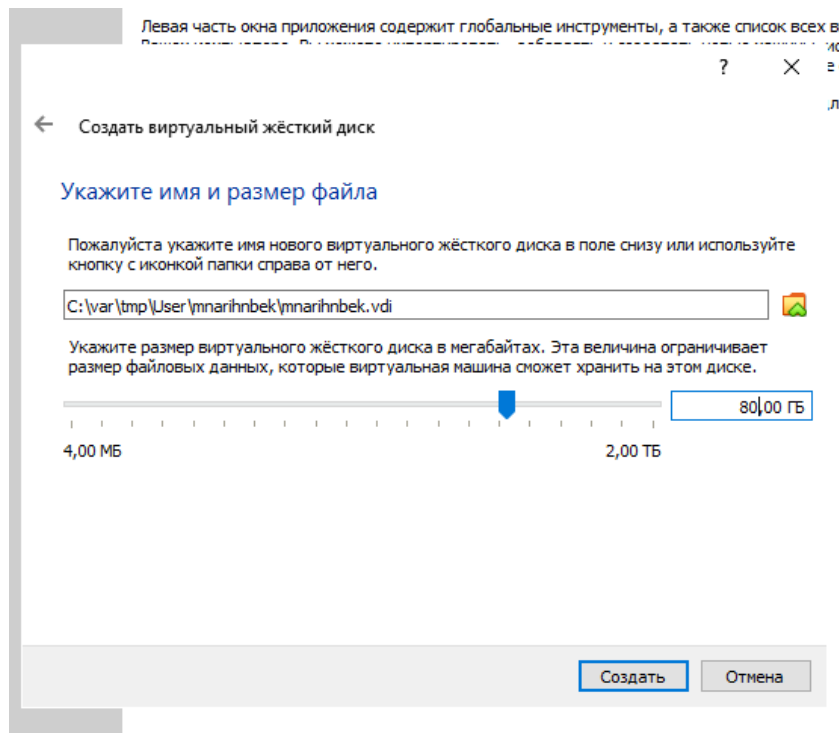 Левая часть окна приложения содержит глобальные инструменты, а также список всех в
?
Создать виртуальный жёсткий диск
Укажите имя и размер файла
Пожалуйста укажите имя нового виртуального жёсткого диска в поле снизу или используйте
кнопку с иконкой папки справа от него.
C:\var\tmp\User\mnarihnbek\mnarihnbek.vdi
Укажите размер виртуального жёсткого диска в мегабайтах. Эта величина ограничивает
размер файловых данных, которые виртуальная машина сможет хранить на этом диске.
80,00 ГБ
4,00 МБ 2,00 ТБ
Создать Отмена